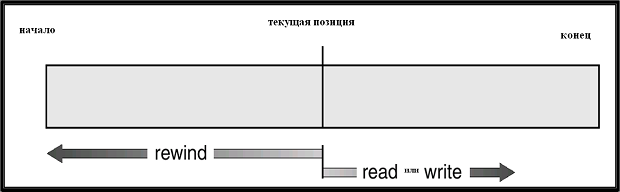 текущая позиция
начало
конец
rewind
read или write